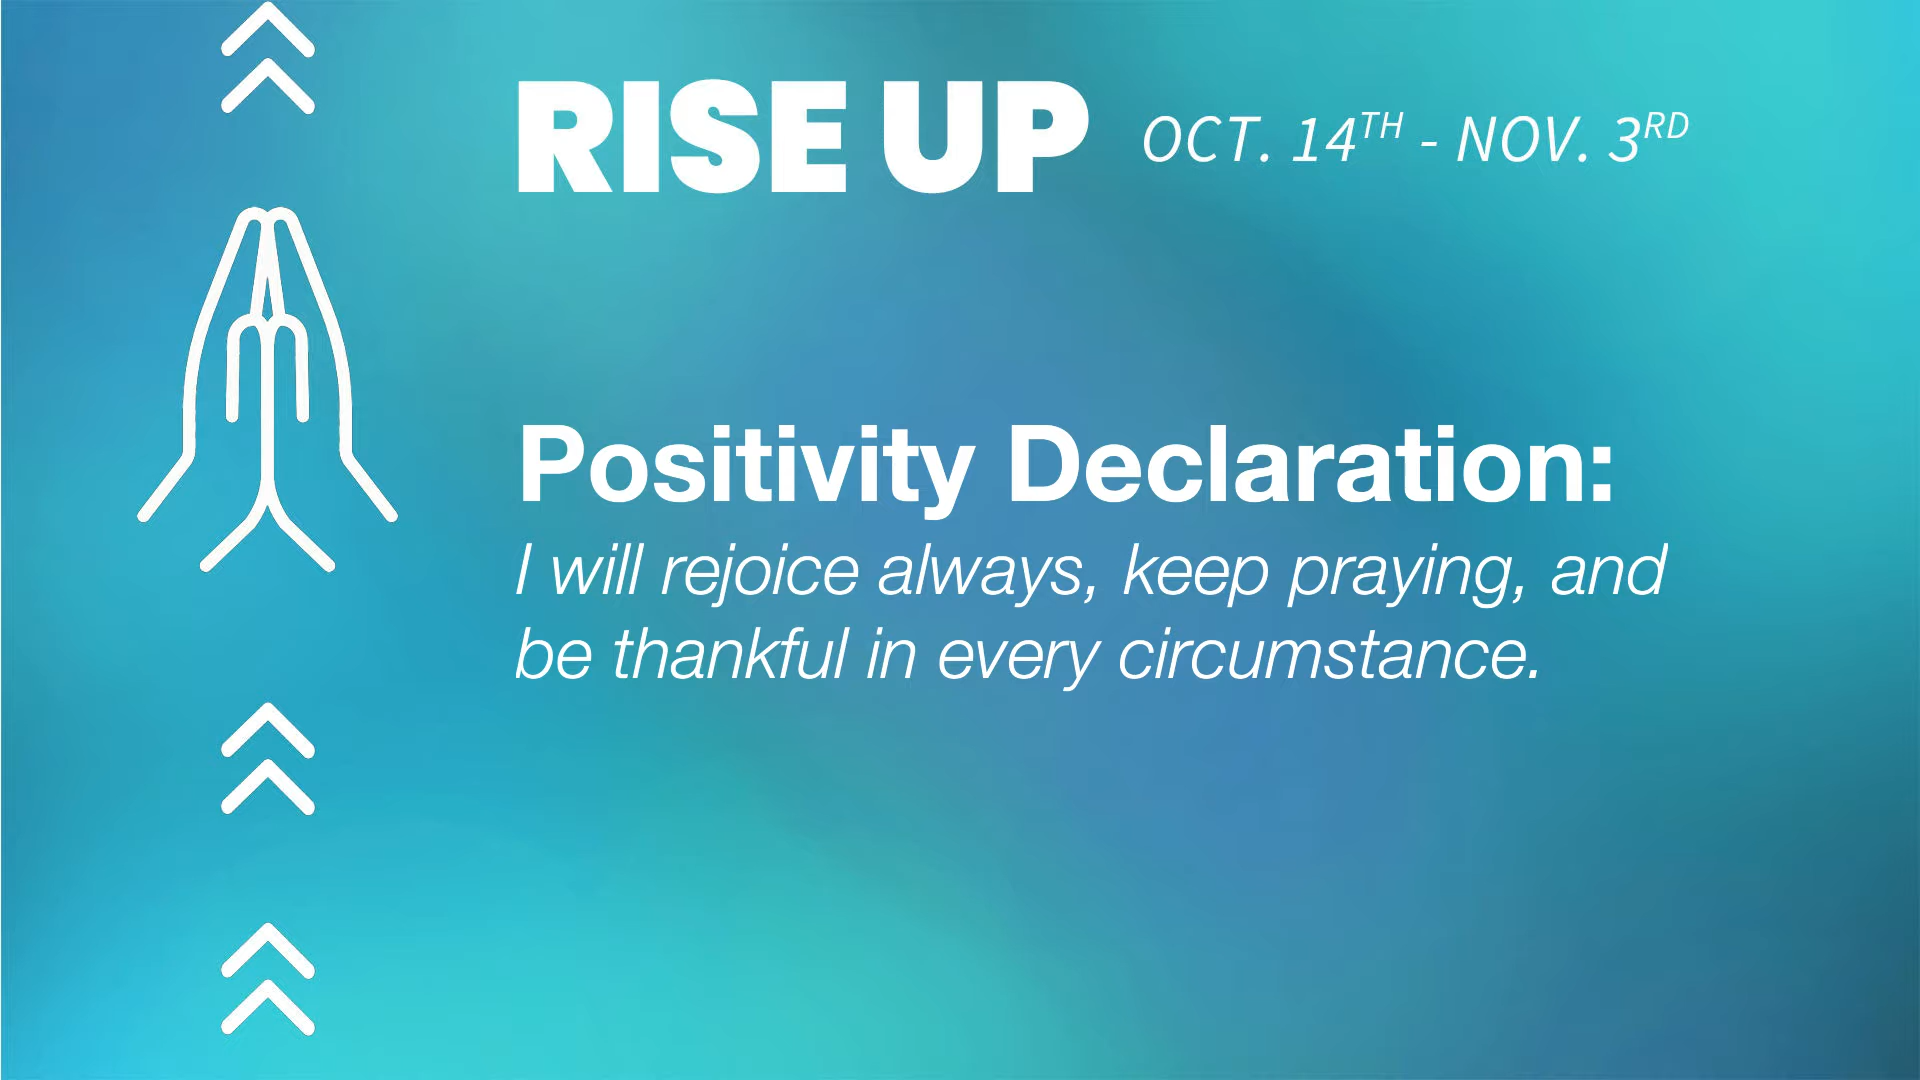 RISE UP OCT. 14TH - NOV. 3RD
Positivity Declaration:
I will rejoice always, keep praying, and
be thankful in every circumstance.